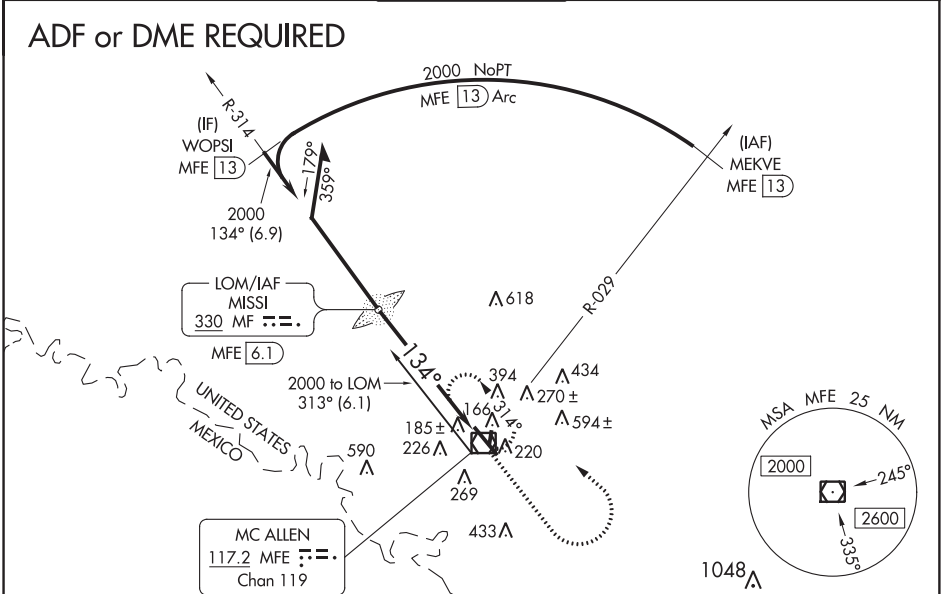 ADF or DME REQUIRED
2000 NoPT
MFE 13 Arc
R-314
(IF)
WOPSI
MFE 13
(IAF)
MEKVE
MFE 13
179°
359°
2000
134° (6.9)
LOM/IAF
MISSI
330 MF
MFE 6.1
618
R-029
134°
2000 to LOM
313° (6.1)
394
434
270 ±
314°
166
185 ±
594 ±
226
220
UNITED STATES
MEXICO
590
269
433
MC ALLEN
117.2 MFE
Chan 119
MSA MFE 25 NM
2000
245°
2600
335°
1048